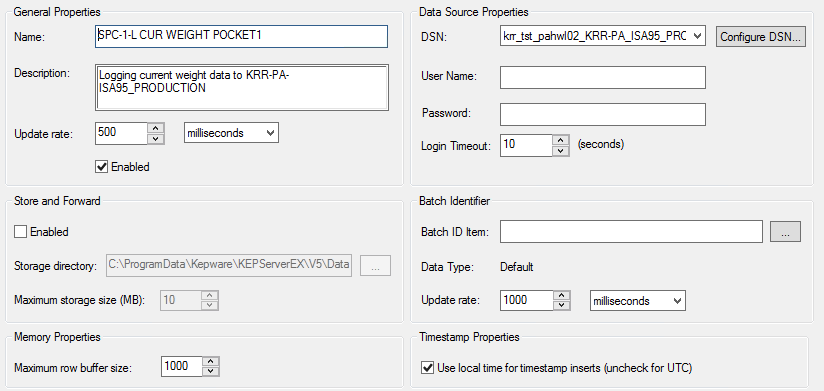 General Properties
Name:
SPC-1-L CUR WEIGHT POCKET1
Description:
Logging current weight data to KRR-PA-
ISA95_PRODUCTION
Update rate:
500
milliseconds
Enabled
Data Source Properties
DSN:
krr_tst_pahwl02_KRR-PA_ISA95_PRC
Configure DSN...
User Name:
Password:
Login Timeout:
10
(seconds)
Store and Forward
Enabled
Storage directory:
C:\ProgramData\Kepware\KEPServerEX\V5\Data
...
Maximum storage size (MB):
10
Batch Identifier
Batch ID Item:
...
Data Type:
Default
Update rate:
1000
milliseconds
Memory Properties
Maximum row buffer size:
1000
Timestamp Properties
Use local time for timestamp inserts (uncheck for UTC)